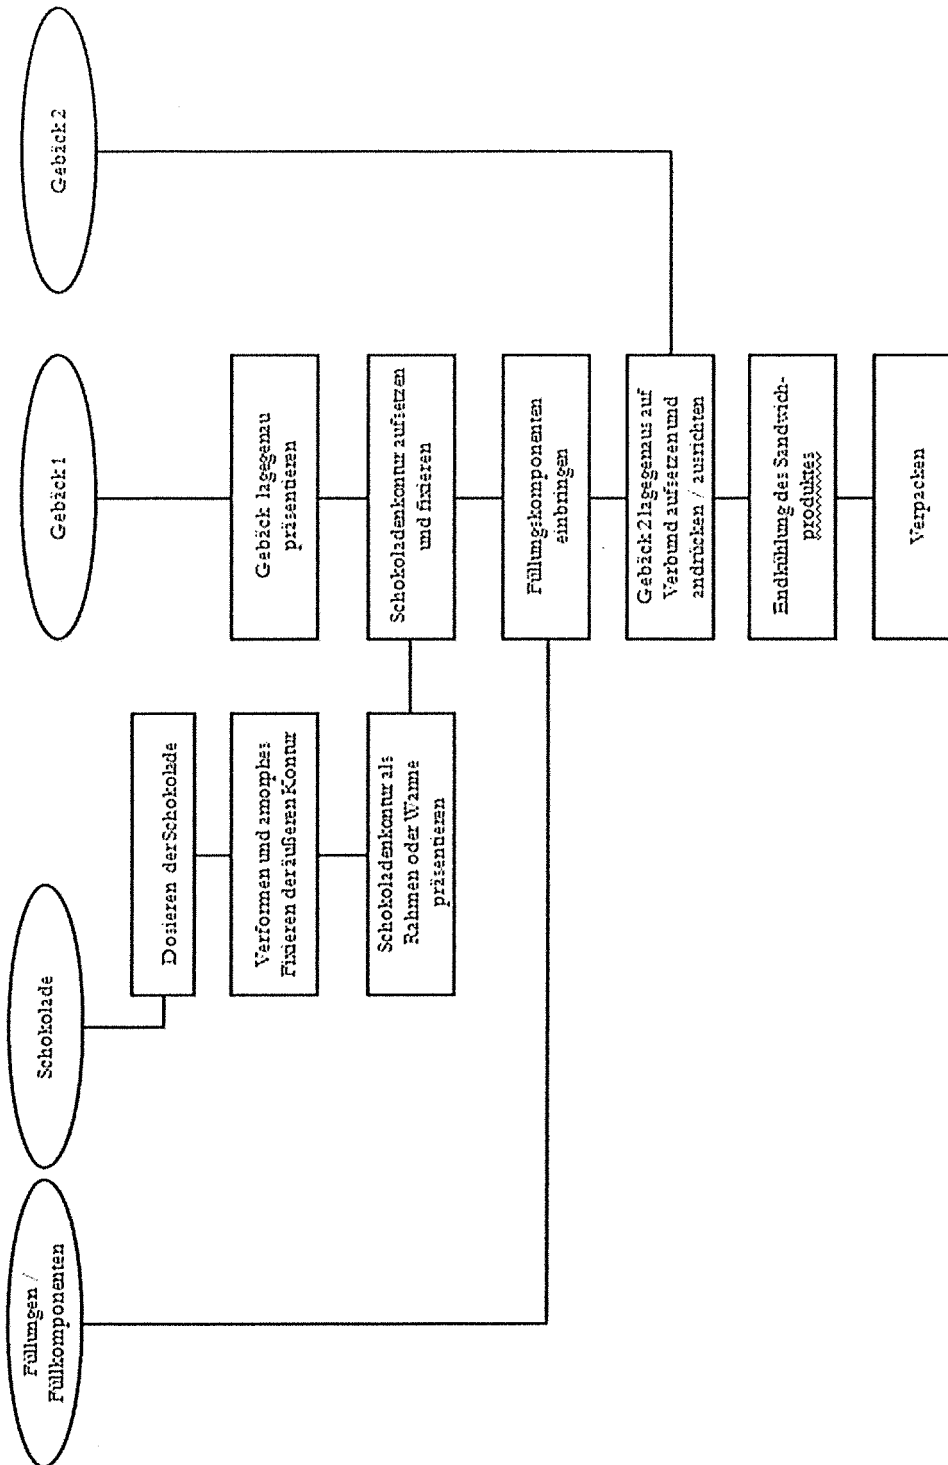 Füllungen /
Füllkomponenten
Schokolade
Gebäck 1
Gebäck 2
Dosieren der Schokolade
Verformen und amorphes
Fixieren der äußeren Kontur
Schokoladenkontur als
Rahmen oder Wanne
präsentieren
Gebäck lagegenau
präsentieren
Schokoladenkontur aufsetzen
und fixieren
Füllungskomponenten
einbringen
Gebäck 2 lagegenaus auf
Verbund aufsetzen und
andrücken / ausrichten
Endkühlung des Sandwich-
produktes
Verpacken